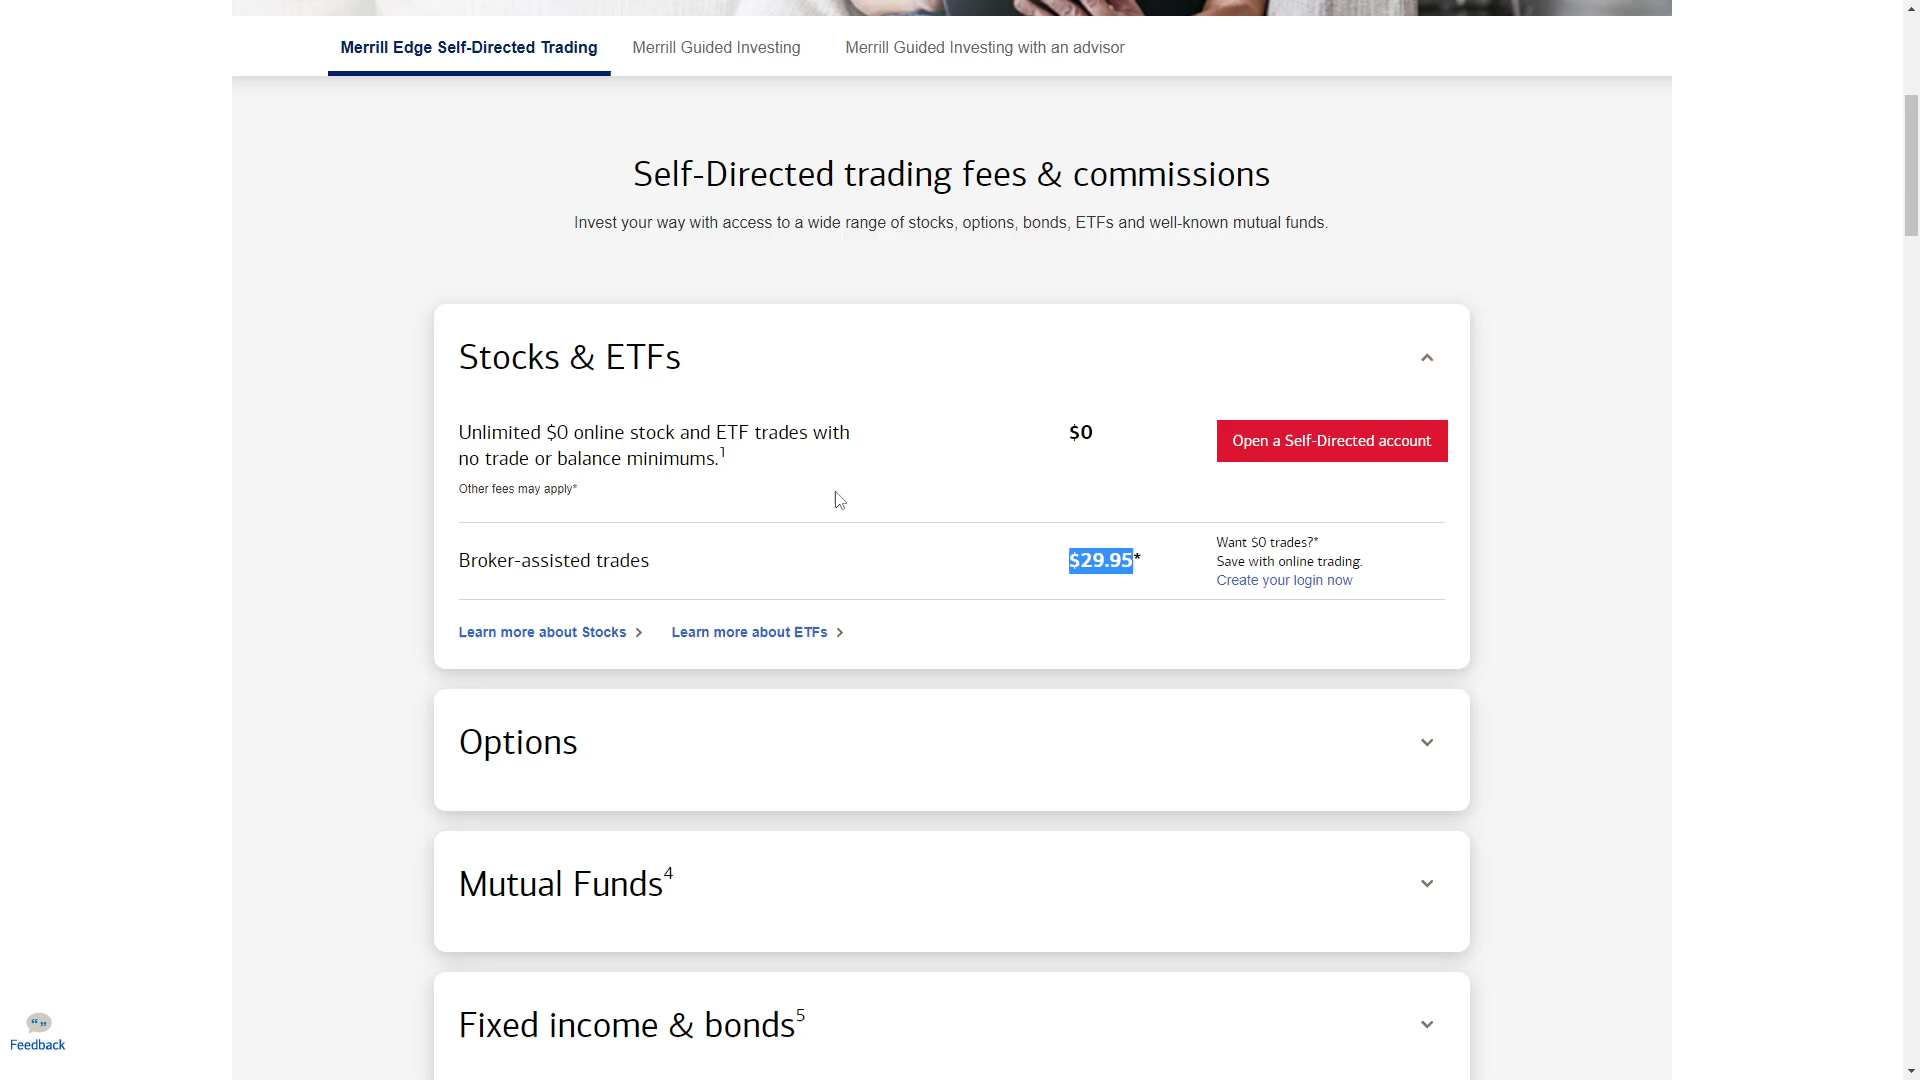 Merrill Edge Self-Directed Trading Merrill Guided Investing Merrill Guided Investing with an advisor
Self-Directed trading fees & commissions
Invest your way with access to a wide range of stocks, options, bonds, ETFs and well-known mutual funds.
Stocks & ETFs
Unlimited $0 online stock and ETF trades with
no trade or balance minimums.1
$0
Open a Self-Directed account
Other fees may apply*
Broker-assisted trades
$29.95*
Want $0 trades?*
Save with online trading.
Create your login now
Learn more about Stocks Learn more about ETFs
Options
Mutual Funds4
Fixed income & bonds5
Feedback